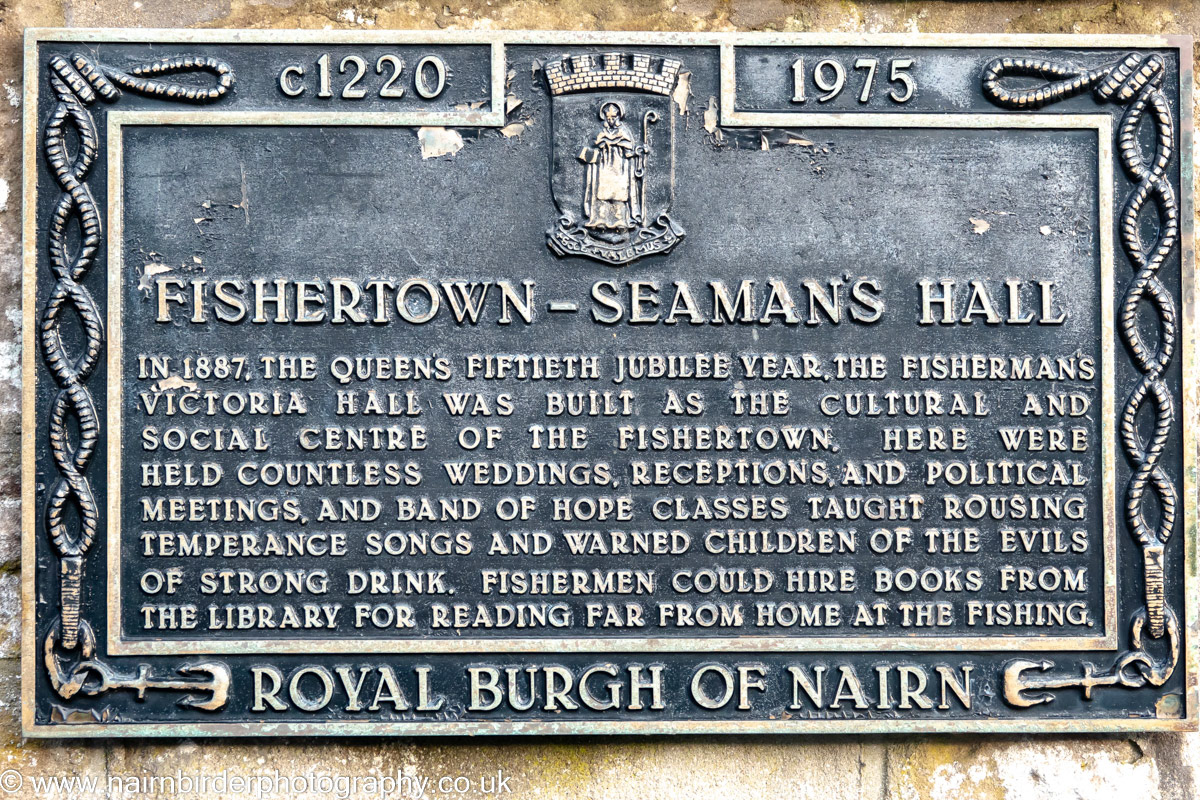 c1220
1975
FISHERTOWN – SEAMAN'S HALL
IN 1887, THE QUEEN'S FIFTIETH JUBILEE YEAR, THE FISHERMAN'S
VICTORIA HALL WAS BUILT AS THE CULTURAL AND
SOCIAL CENTRE OF THE FISHERTOWN. HERE WERE
HELD COUNTLESS WEDDINGS, RECEPTIONS, AND POLITICAL
MEETINGS, AND BAND OF HOPE CLASSES TAUGHT ROUSING
TEMPERANCE SONGS AND WARNED CHILDREN OF THE EVILS
OF STRONG DRINK. FISHERMEN COULD HIRE BOOKS FROM
THE LIBRARY FOR READING FAR FROM HOME AT THE FISHING.
ROYAL BURGH OF NAIRN
© www.nairnbirderphotography.co.uk